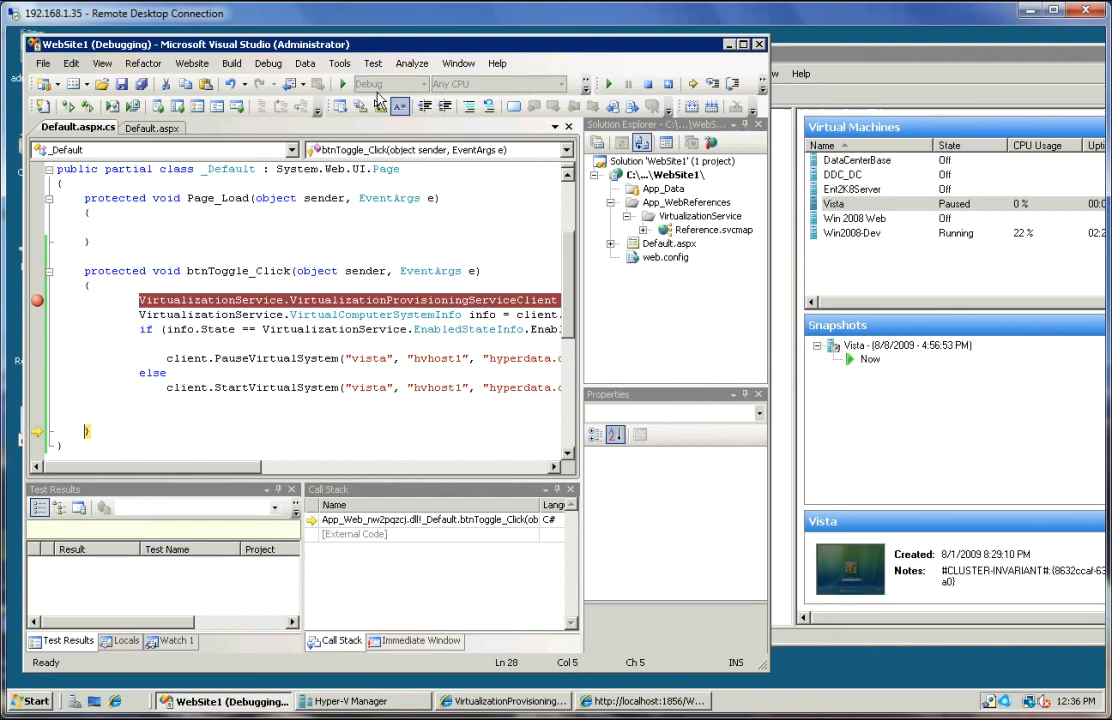 192.168.1.35 - Remote Desktop Connection
WebSite1 (Debugging) - Microsoft Visual Studio (Administrator)
File Edit View Refactor Website Build Debug Data Tools Test Analyze Window Help
Debug Any CPU
Default.aspx.cs Default.aspx
_Default
btnToggle_Click(object sender, EventArgs e)
public partial class _Default : System.Web.UI.Page
{
protected void Page_Load(object sender, EventArgs e)
{
}
protected void btnToggle_Click(object sender, EventArgs e)
{
VirtualizationService.VirtualizationProvisioningServiceClient
VirtualizationService.VirtualComputerSystemInfo info = client.
if (info.State == VirtualizationService.EnabledStateInfo.Enabl
client.PauseVirtualSystem("vista", "hvhost1", "hyperdata.c
else
client.StartVirtualSystem("vista", "hvhost1", "hyperdata.c
}
}
Solution Explorer - C:\...\WebS...
Solution 'WebSite1' (1 project)
C:\...\WebSite1\
App_Data
App_WebReferences
VirtualizationService
Reference.svcmap
Default.aspx
web.config
Properties
Test Results
Result Test Name Project
Test Results Locals Watch 1
Call Stack
Name Lang
App_Web_nw2pqzcj.dll!_Default.btnToggle_Click(ob C#
[External Code]
Call Stack Immediate Window
Ready Ln 28 Col 5 Ch 5 INS
w Help
Virtual Machines
Name State CPU Usage Upti
DataCenterBase Off
DDC_DC Off
Ent2K8Server Off
Vista Paused 0 % 00:0
Win 2008 Web Off
Win2008-Dev Running 22 % 02:2
Snapshots
Vista - (8/8/2009 - 4:56:53 PM)
Now
Vista
Created: 8/1/2009 8:29:10 PM
Notes: #CLUSTER-INVARIANT#:{8632ccaf-63
a0}
Start WebSite1 (Debugging... Hyper-V Manager VirtualizationProvisioning... http://localhost:1856/W... 12:36 PM